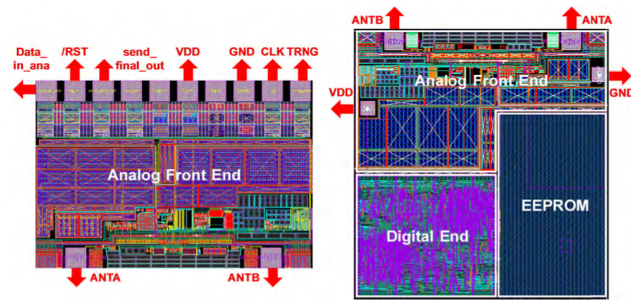 Data_
in_ana
/RST
send_
final_out
VDD
GND
CLK
TRNG
Analog Front End
ANTA
ANTB
ANTB
ANTA
Analog Front End
VDD
GND
EEPROM
Digital End